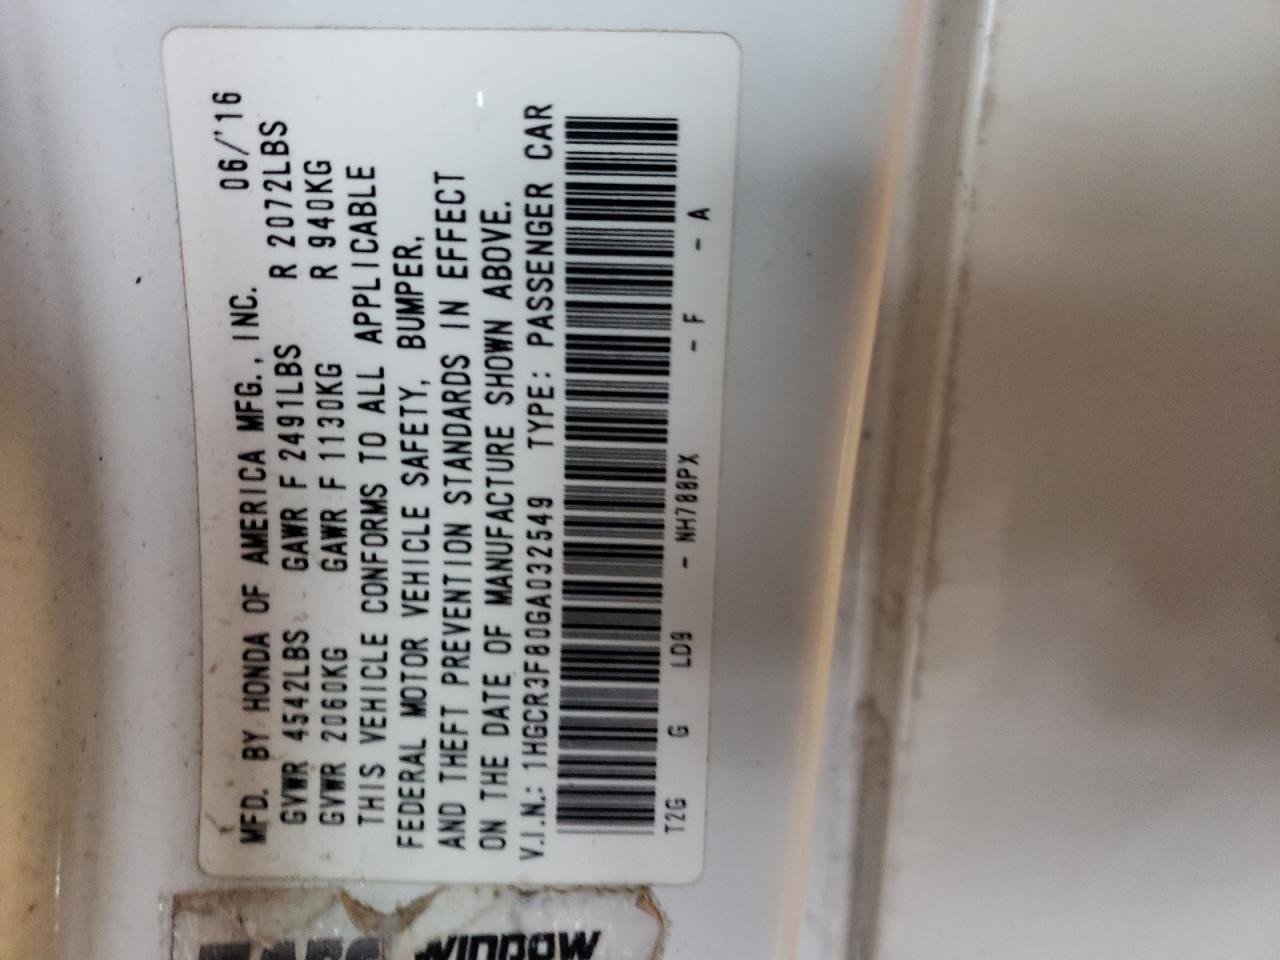 MFD. BY HONDA OF AMERICA MFG., INC. 06/'16
GVWR 4542LBS GAWR F 2491LBS R 2072LBS
GVWR 2060KG GAWR F 1130KG R 940KG
THIS VEHICLE CONFORMS TO ALL APPLICABLE
FEDERAL MOTOR VEHICLE SAFETY, BUMPER,
AND THEFT PREVENTION STANDARDS IN EFFECT
ON THE DATE OF MANUFACTURE SHOWN ABOVE.
V.I.N.: 1HGCR3F80GA032549 TYPE: PASSENGER CAR
T2G G LD9 - NH788PX - F - A
WINDOW